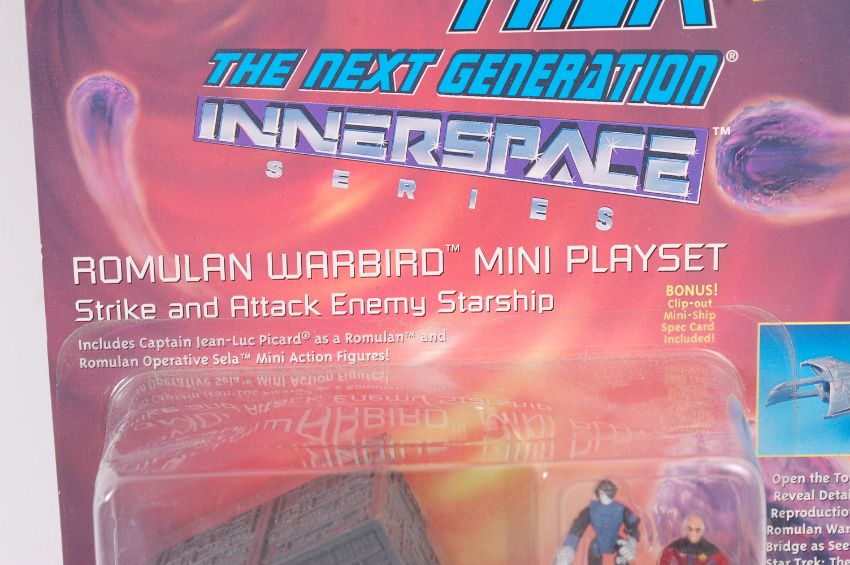 TREK
THE NEXT GENERATION®
INNERSPACE™
SERIES
ROMULAN WARBIRD™ MINI PLAYSET
Strike and Attack Enemy Starship
Includes Captain Jean-Luc Picard® as a Romulan™ and
Romulan Operative Sela™ Mini Action Figures!
BONUS!
Clip-out
Mini-Ship
Spec Card
Included!
Open the To
Reveal Detai
Reproductio
Romulan War
Bridge as See
Star Trek: The